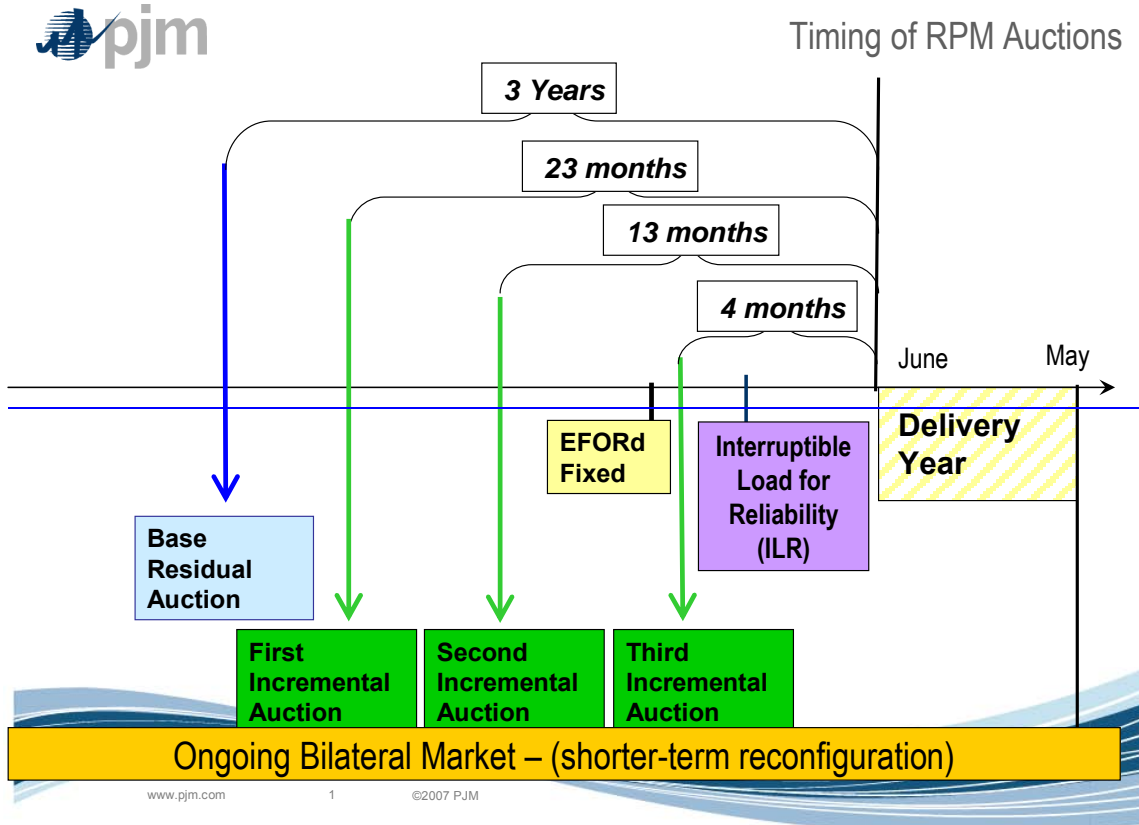 pjm
Timing of RPM Auctions
3 Years
23 months
13 months
4 months
June
May
EFORd
Fixed
Interruptible
Load for
Reliability
(ILR)
Delivery
Year
Base
Residual
Auction
First
Incremental
Auction
Second
Incremental
Auction
Third
Incremental
Auction
Ongoing Bilateral Market – (shorter-term reconfiguration)
www.pjm.com
1
©2007 PJM